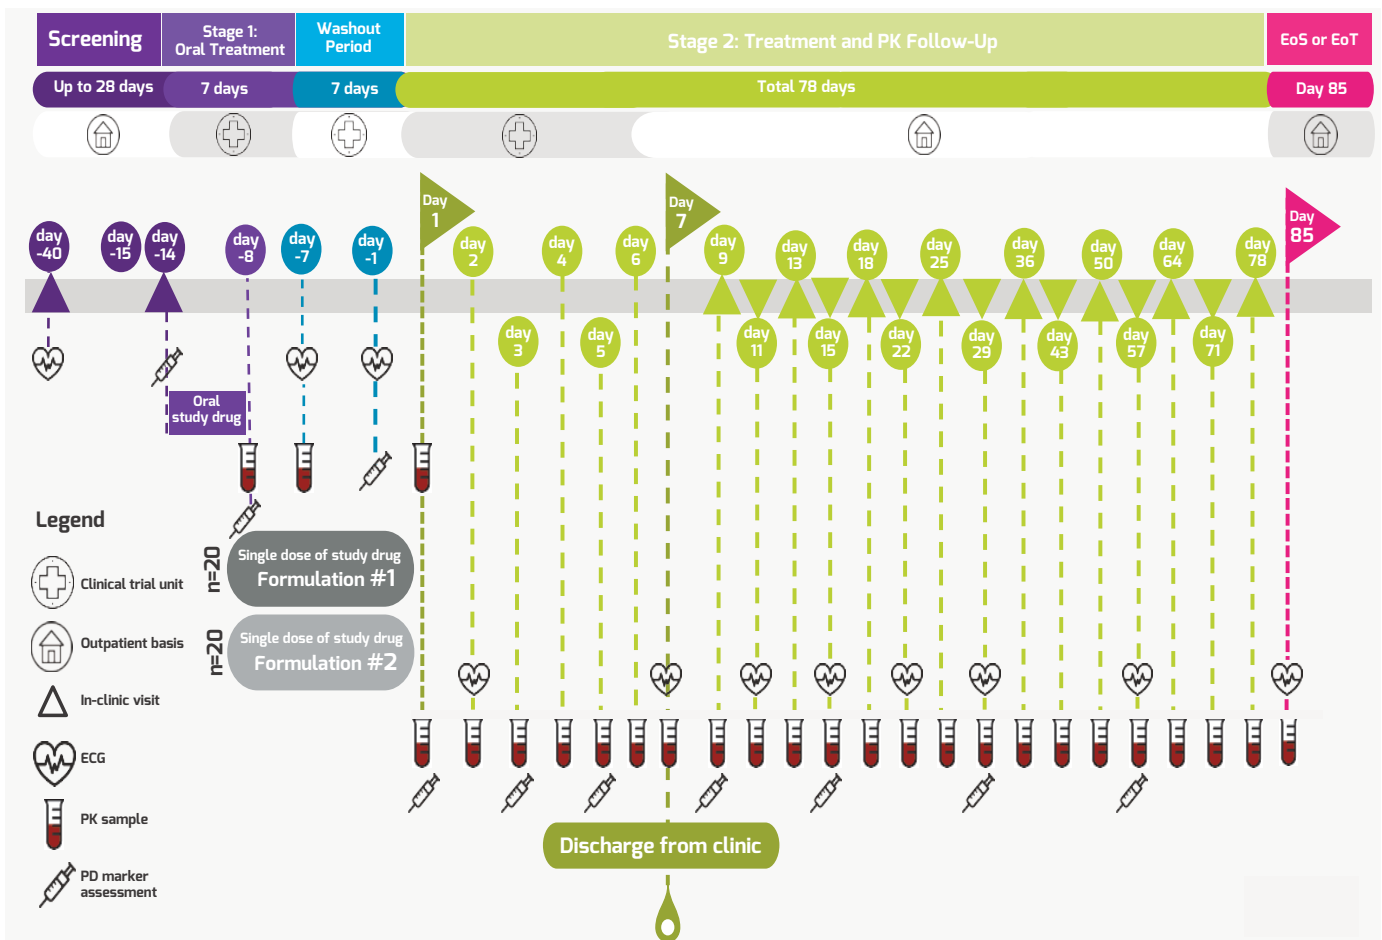 Screening
Stage 1:
Oral Treatment
Washout
Period
Stage 2: Treatment and PK Follow-Up
EoS or EoT
Up to 28 days
7 days
7 days
Total 78 days
Day 85
Day
1
Day
7
Day
85
day
-40
day
-15
day
-14
day
-8
day
-7
day
-1
day
2
day
4
day
6
day
9
day
13
day
18
day
25
day
36
day
50
day
64
day
78
day
3
day
5
day
11
day
15
day
22
day
29
day
43
day
57
day
71
Oral
study drug
n=20
Single dose of study drug
Formulation #1
n=20
Single dose of study drug
Formulation #2
Legend
Clinical trial unit
Outpatient basis
In-clinic visit
ECG
PK sample
PD marker
assessment
Discharge from clinic